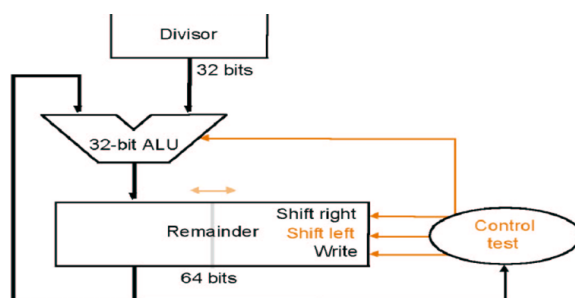 Divisor
32 bits
32-bit ALU
Shift right
Remainder
Shift left
Write
Control
test
64 bits